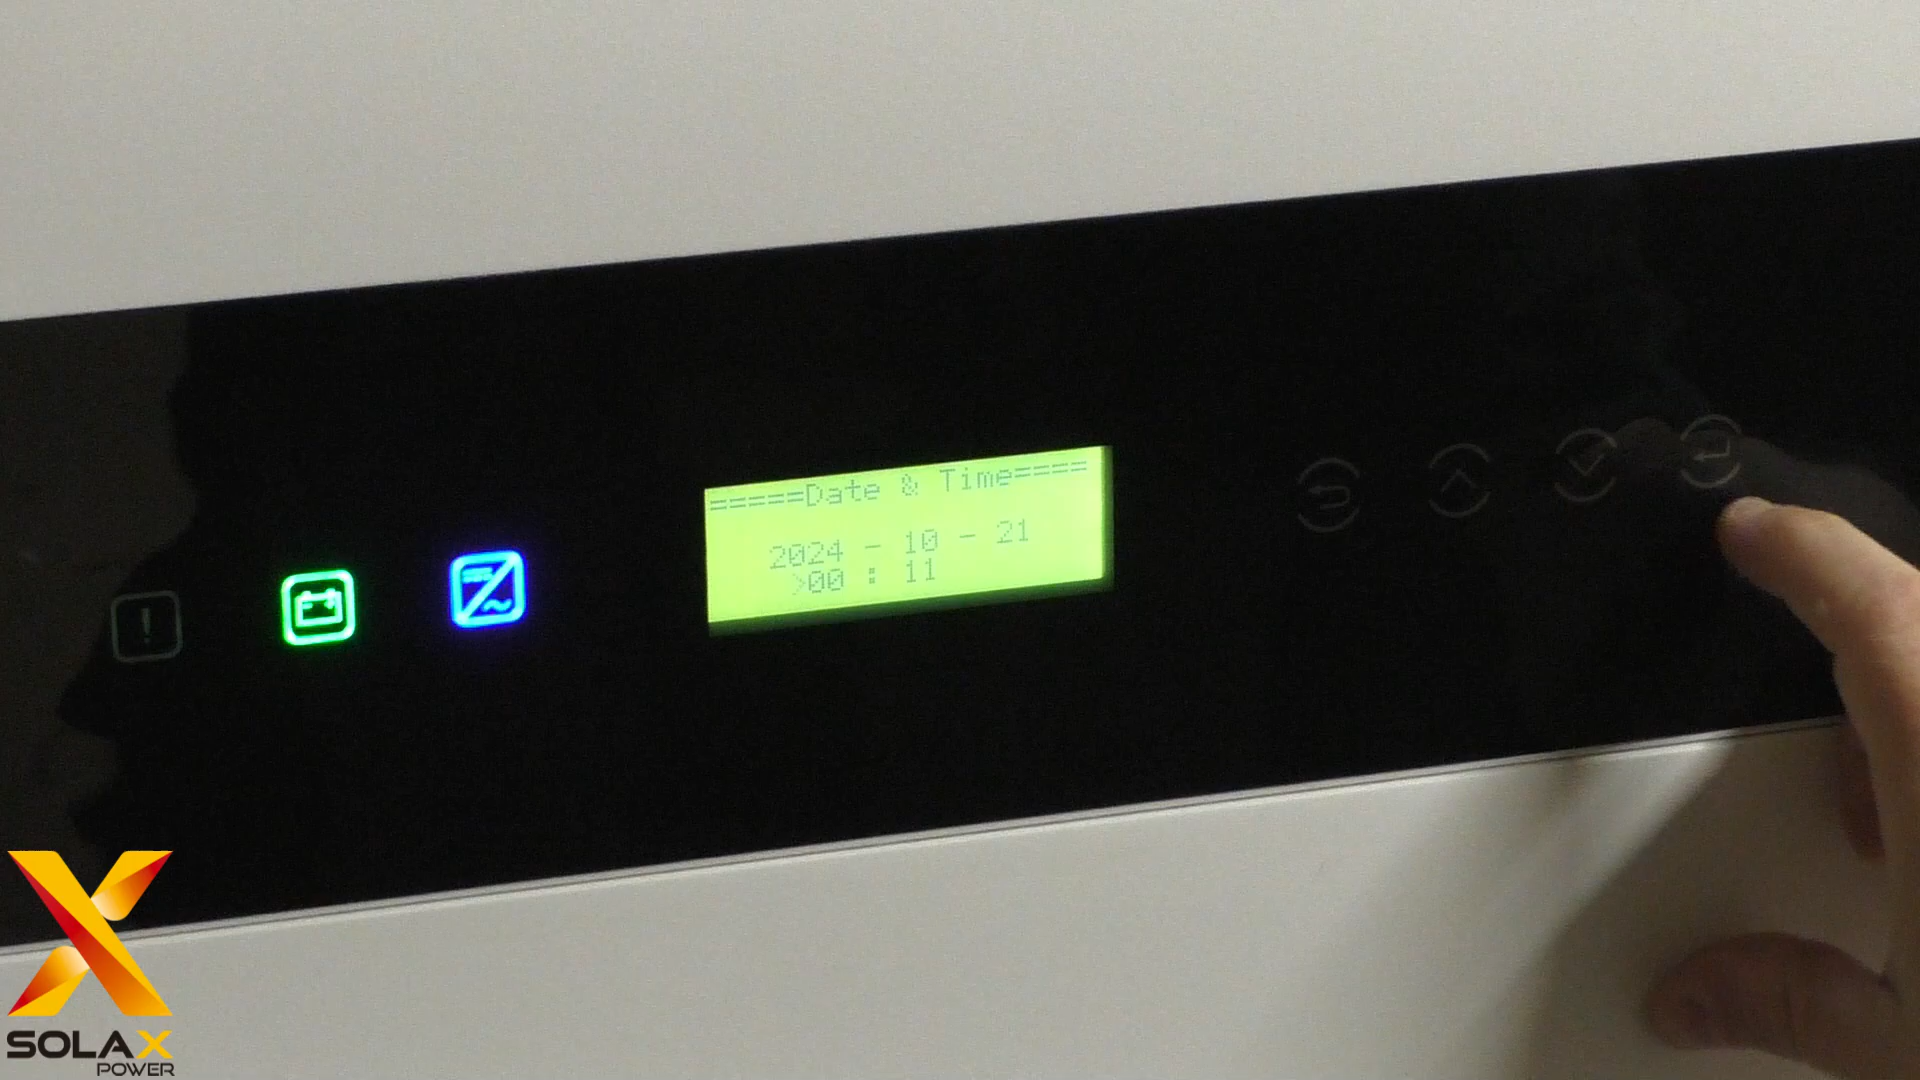 =====Date & Time====
2024 - 10 - 21
>00 : 11
SOLAX
POWER